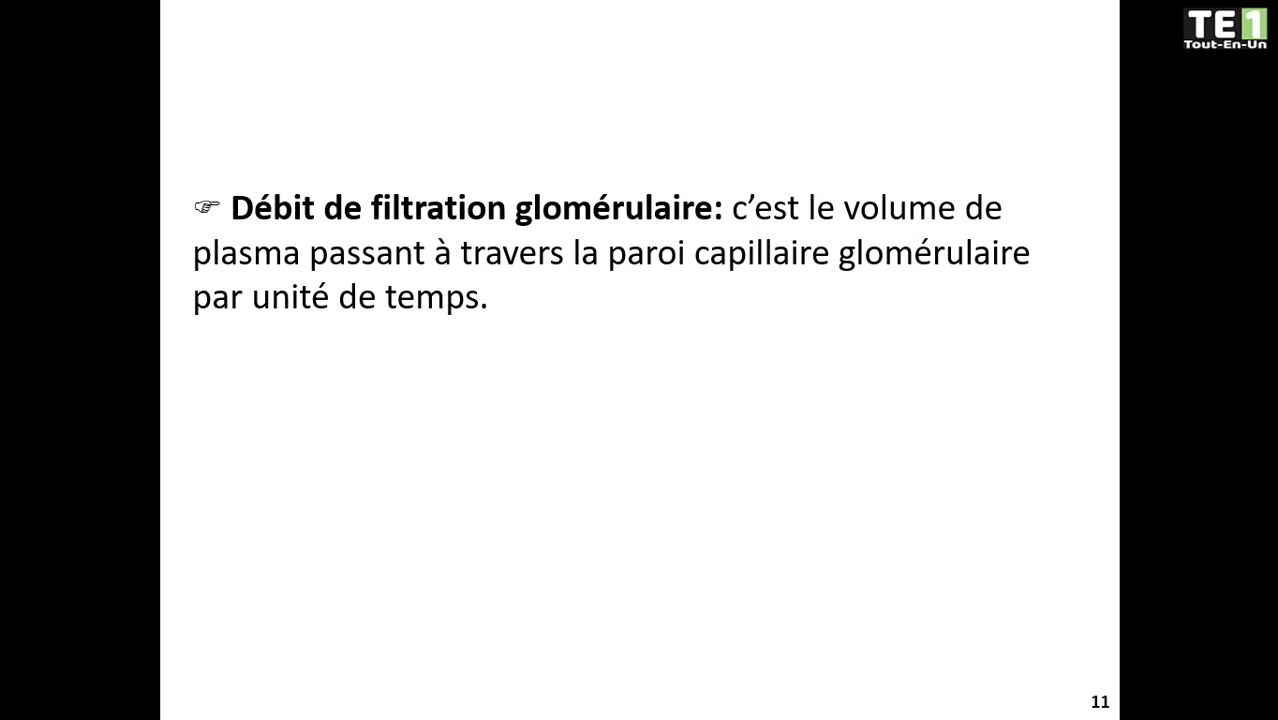 TE1
Tout-En-Un
☞ Débit de filtration glomérulaire: c’est le volume de
plasma passant à travers la paroi capillaire glomérulaire
par unité de temps.
11